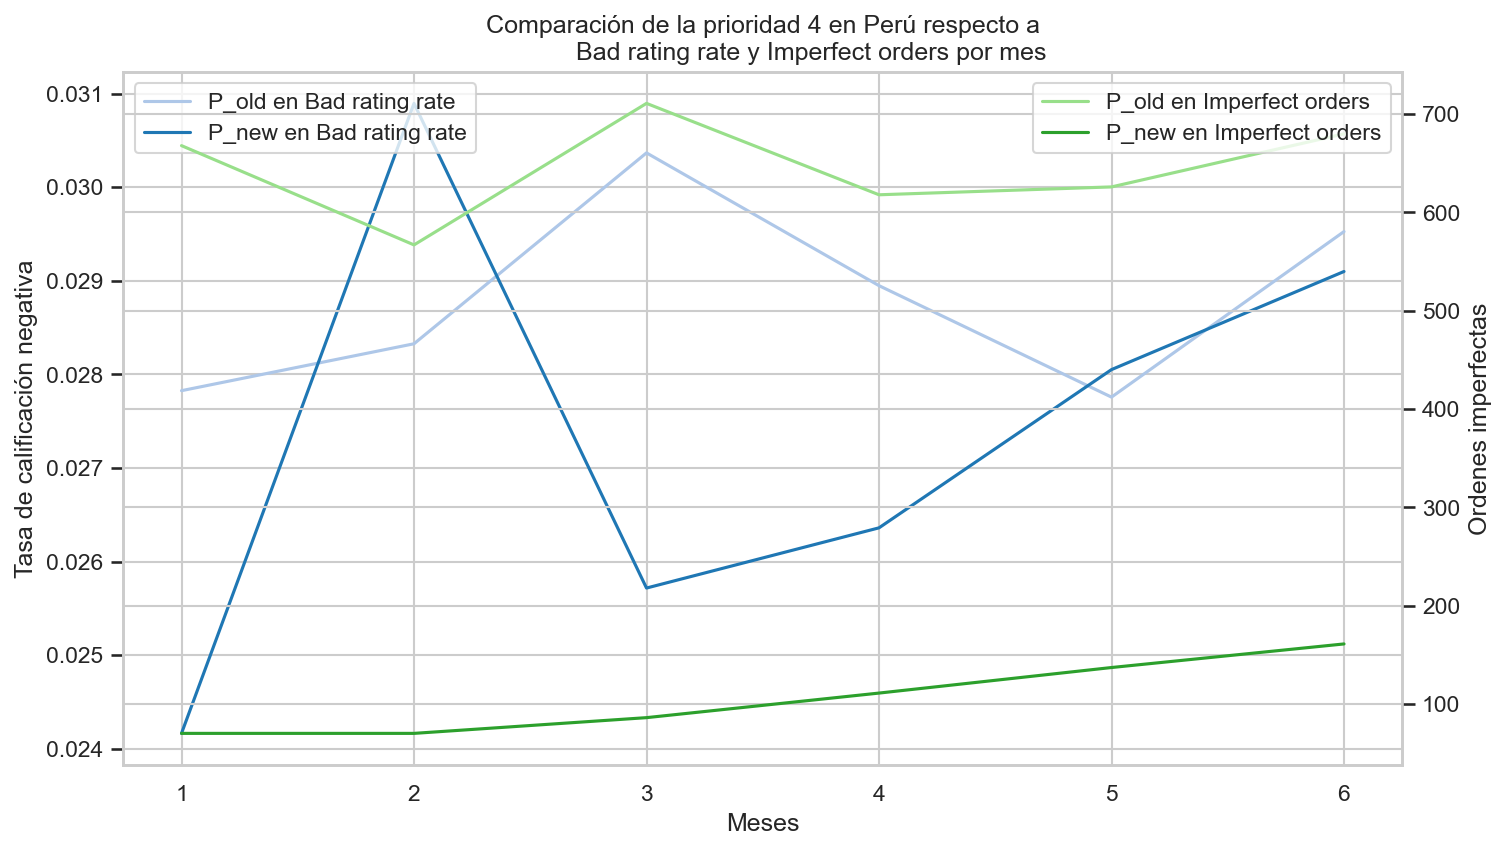 Comparación de la prioridad 4 en Perú respecto a
Bad rating rate y Imperfect orders por mes
P_old en Bad rating rate
P_new en Bad rating rate
P_old en Imperfect orders
P_new en Imperfect orders
Tasa de calificación negativa
0.031
0.030
0.029
0.028
0.027
0.026
0.025
0.024
700
600
500
400
300
200
100
Ordenes imperfectas
1 2 3 4 5 6
Meses